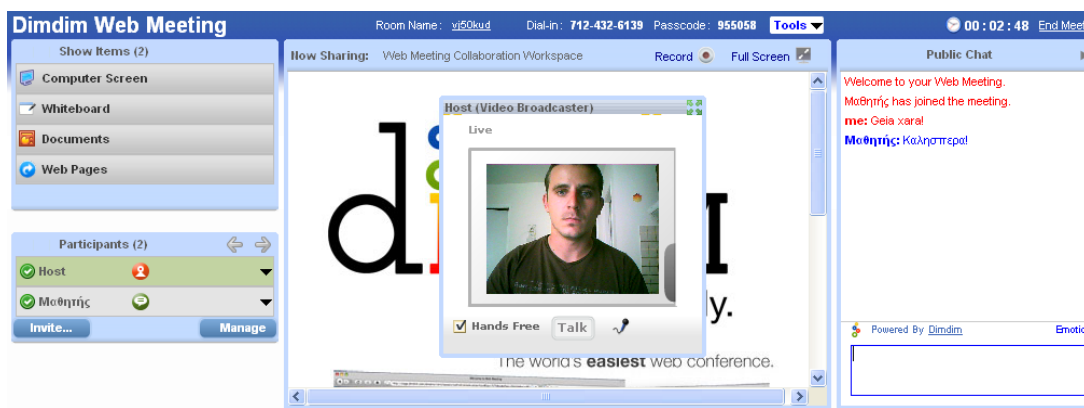 Dimdim Web Meeting
Room Name: vj50kud Dial-in: 712-432-6139 Passcode: 955058 Tools
00:02:48 End Meet
Show Items (2)
Computer Screen
Whiteboard
Documents
Web Pages
Participants (2)
Host
Μαθητής
Invite...
Manage
Now Sharing: Web Meeting Collaboration Workspace Record Full Screen
Host (Video Broadcaster)
Live
Hands Free Talk
ly.
The world's easiest web conference.
Public Chat
Welcome to your Web Meeting.
Μαθητής has joined the meeting.
me: Geia xara!
Μαθητής: Καλησπερα!
Powered By Dimdim Emotic